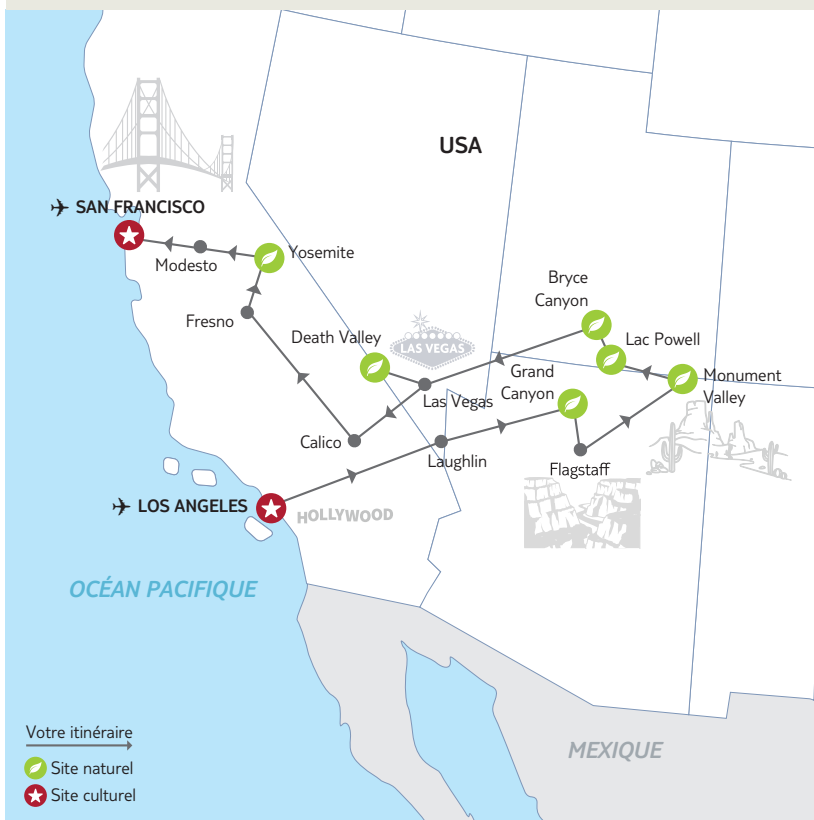 USA
SAN FRANCISCO
Modesto
Yosemite
Fresno
Bryce
Canyon
Death Valley
LAS VEGAS
Lac Powell
Grand
Canyon
Monument
Valley
Las Vegas
Calico
Laughlin
Flagstaff
LOS ANGELES
HOLLYWOOD
OCÉAN PACIFIQUE
MEXIQUE
Votre itinéraire
Site naturel
Site culturel